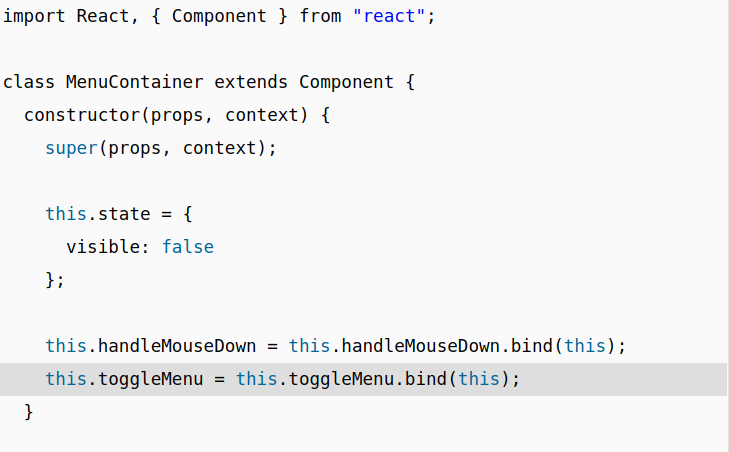 import React, { Component } from "react";
class MenuContainer extends Component {
constructor(props, context) {
super(props, context);
this.state = {
visible: false
};
this.handleMouseDown = this.handleMouseDown.bind(this);
this.toggleMenu = this.toggleMenu.bind(this);
}